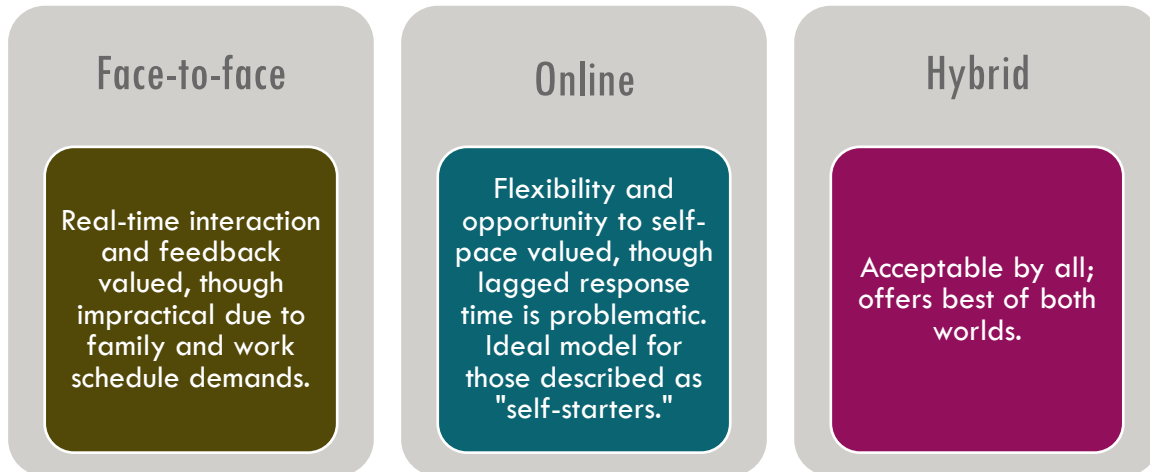 Face-to-face
Real-time interaction
and feedback
valued, though
impractical due to
family and work
schedule demands.
Online
Flexibility and
opportunity to self-
pace valued, though
lagged response
time is problematic.
Ideal model for
those described as
"self-starters."
Hybrid
Acceptable by all;
offers best of both
worlds.